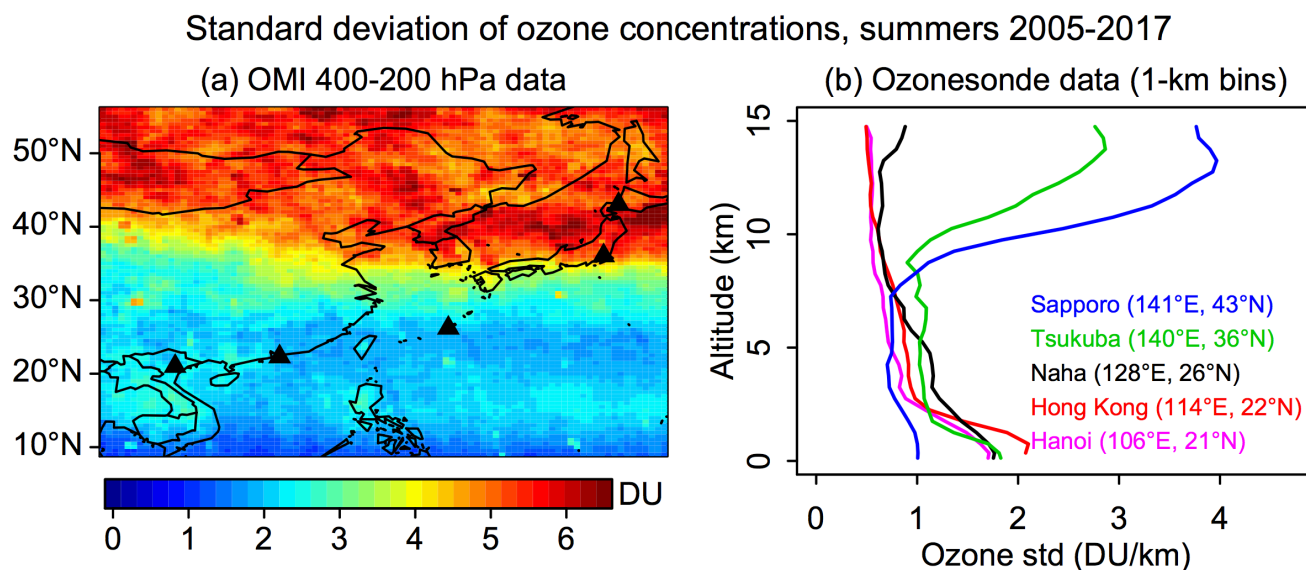 Standard deviation of ozone concentrations, summers 2005-2017
(a) OMI 400-200 hPa data
50°N
40°N
30°N
20°N
10°N
0 1 2 3 4 5 6
DU
(b) Ozonesonde data (1-km bins)
Altitude (km)
15
10
5
0
Sapporo (141°E, 43°N)
Tsukuba (140°E, 36°N)
Naha (128°E, 26°N)
Hong Kong (114°E, 22°N)
Hanoi (106°E, 21°N)
0 1 2 3 4
Ozone std (DU/km)